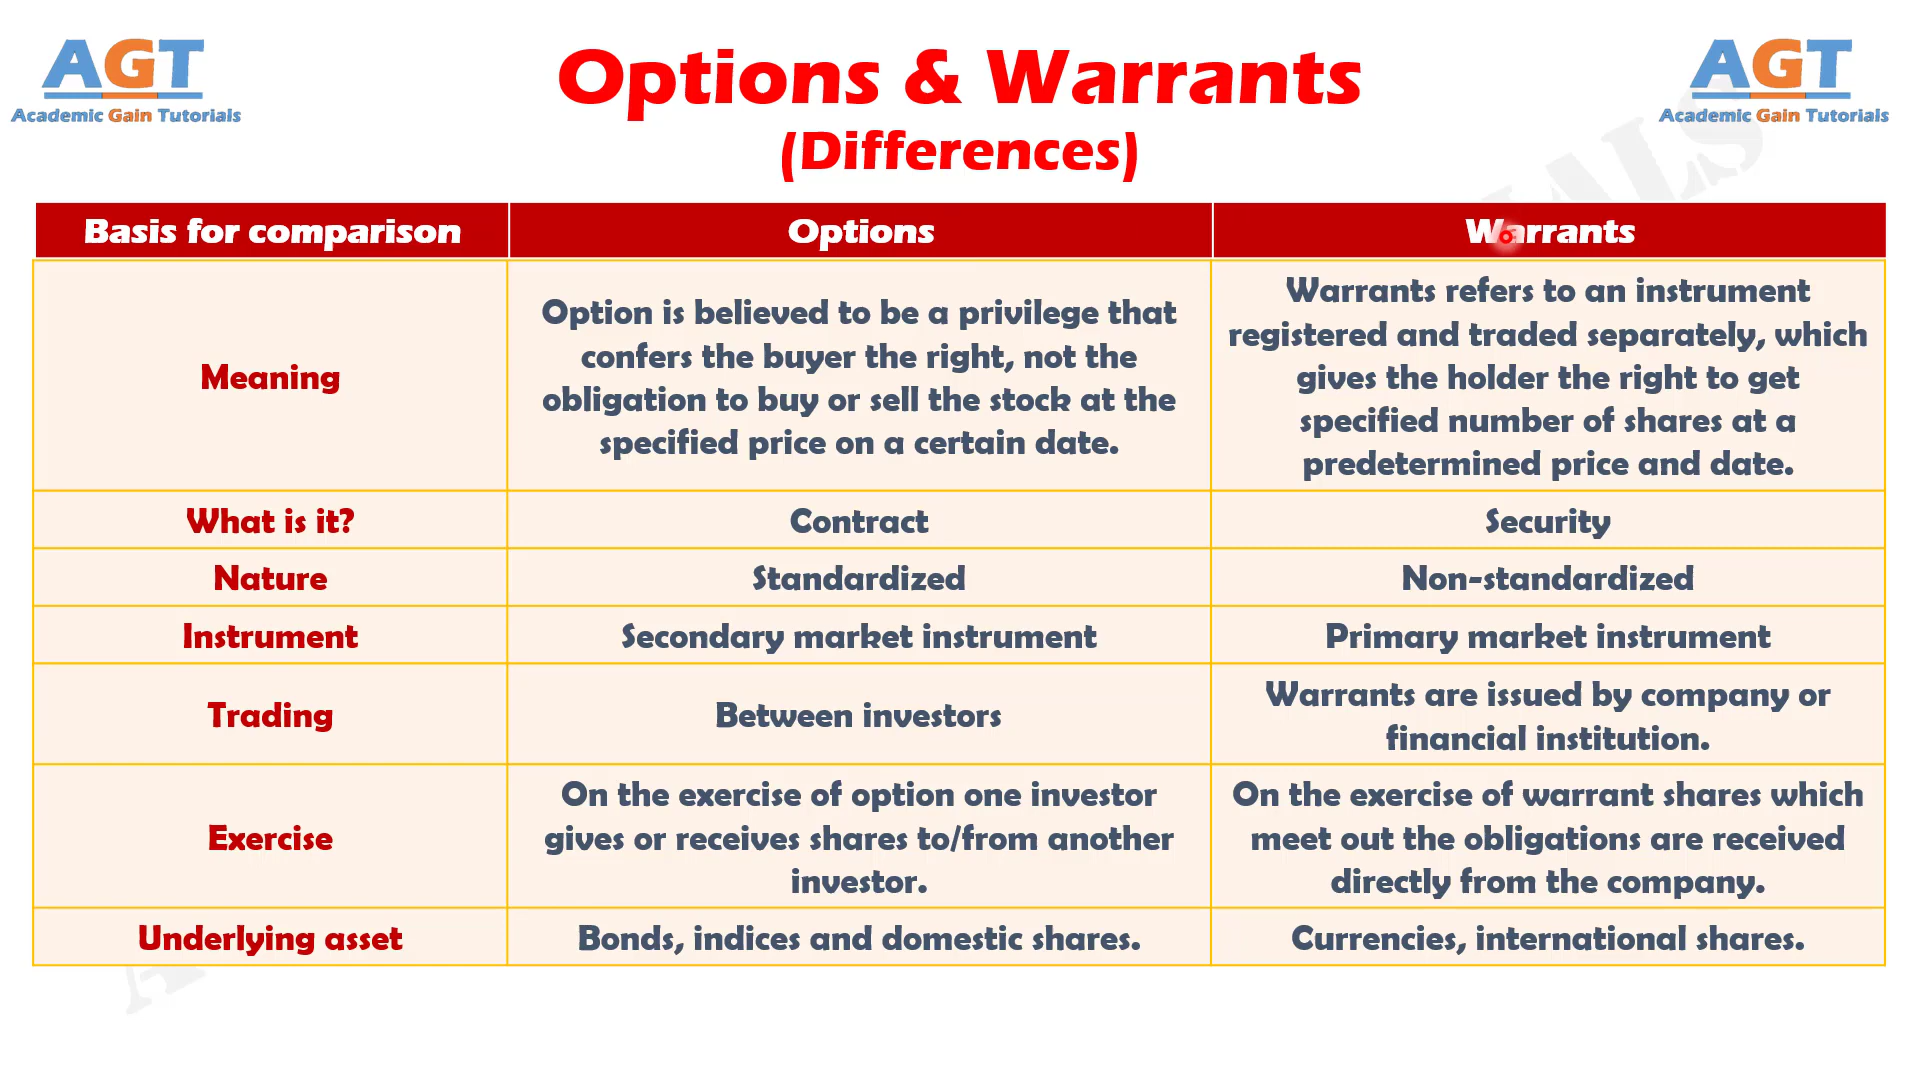 AGT
Academic Gain Tutorials
Options & Warrants
(Differences)
AGT
Academic Gain Tutorials
Basis for comparison
Options
Warrants
Meaning
Option is believed to be a privilege that
confers the buyer the right, not the
obligation to buy or sell the stock at the
specified price on a certain date.
Warrants refers to an instrument
registered and traded separately, which
gives the holder the right to get
specified number of shares at a
predetermined price and date.
What is it?
Contract
Security
Nature
Standardized
Non-standardized
Instrument
Secondary market instrument
Primary market instrument
Trading
Between investors
Warrants are issued by company or
financial institution.
Exercise
On the exercise of option one investor
gives or receives shares to/from another
investor.
On the exercise of warrant shares which
meet out the obligations are received
directly from the company.
Underlying asset
Bonds, indices and domestic shares.
Currencies, international shares.